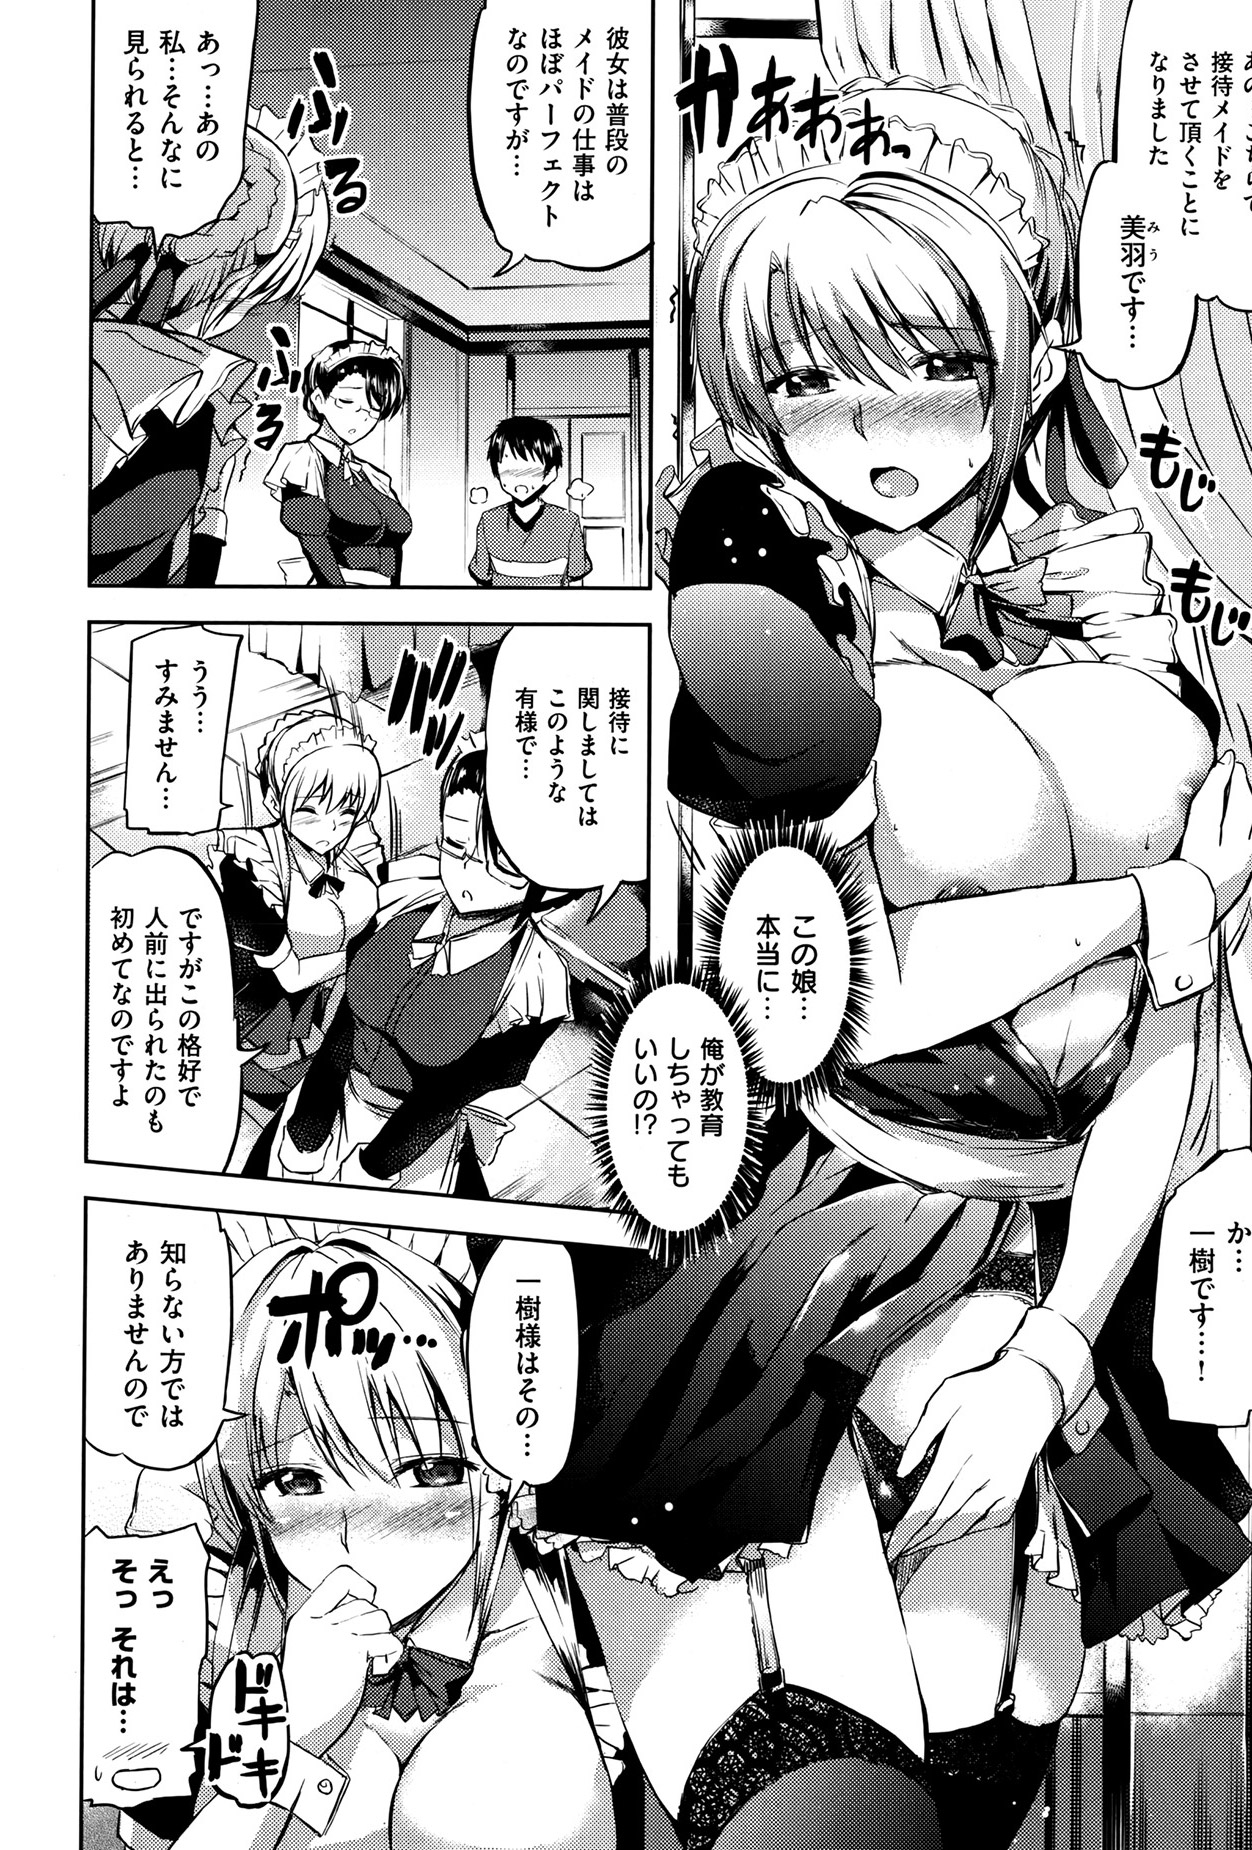 接待メイドを
させて頂くことに
なりました
美羽です…
みう
かあぁあぁっ
もじ
もじ
この娘…
本当に…
俺が教育
しちゃっても
いいの!?
か…
一樹です…!
彼女は普段の
メイドの仕事は
ほぼパーフェクト
なのですが…
あっ…あの
私…そんなに
見られると…
ふる
ふる
接待に
関しましては
このような
有様で…
うう…
すみません…
ですがこの格好で
人前に出られたのも
初めてなのですよ
一樹様はその…
知らない方では
ありませんので
ポッ…
えっ
そっ それは…
ドキ
ドキ